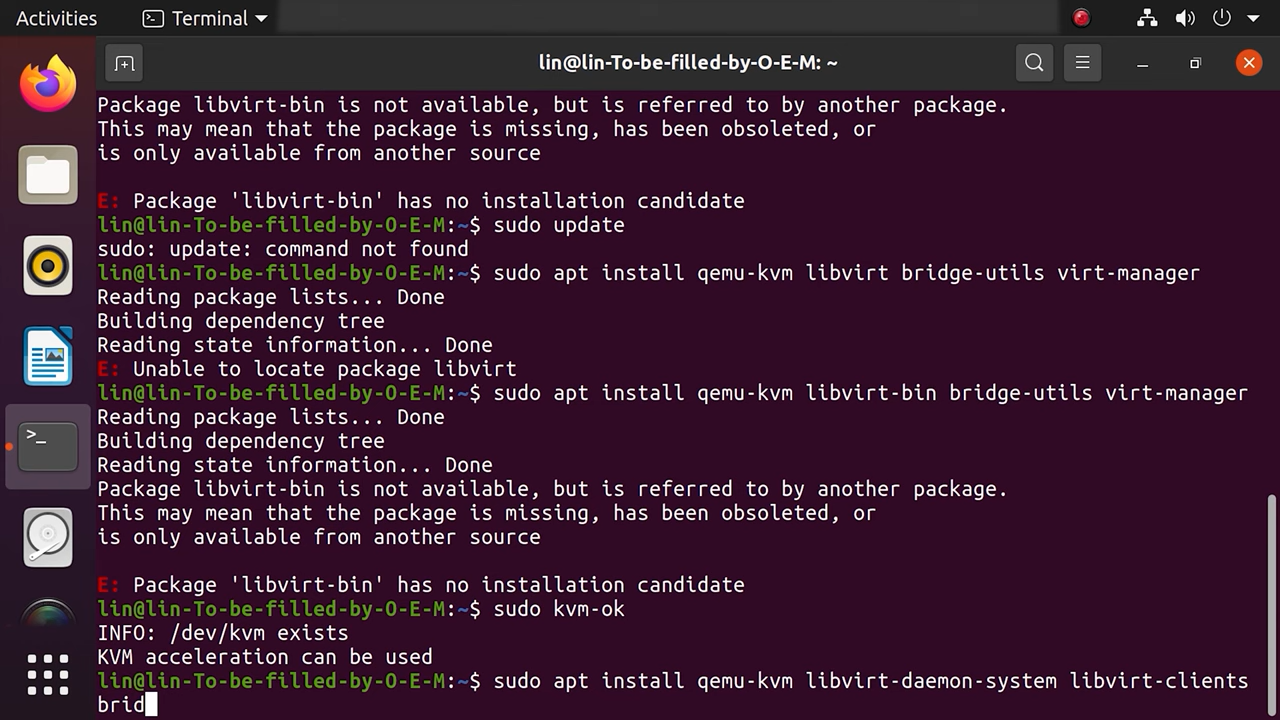 Activities
Terminal
lin@lin-To-be-filled-by-O-E-M: ~
Package libvirt-bin is not available, but is referred to by another package.
This may mean that the package is missing, has been obsoleted, or
is only available from another source
E: Package 'libvirt-bin' has no installation candidate
lin@lin-To-be-filled-by-O-E-M:~$ sudo update
sudo: update: command not found
lin@lin-To-be-filled-by-O-E-M:~$ sudo apt install qemu-kvm libvirt bridge-utils virt-manager
Reading package lists... Done
Building dependency tree
Reading state information... Done
E: Unable to locate package libvirt
lin@lin-To-be-filled-by-O-E-M:~$ sudo apt install qemu-kvm libvirt-bin bridge-utils virt-manager
Reading package lists... Done
Building dependency tree
Reading state information... Done
Package libvirt-bin is not available, but is referred to by another package.
This may mean that the package is missing, has been obsoleted, or
is only available from another source
E: Package 'libvirt-bin' has no installation candidate
lin@lin-To-be-filled-by-O-E-M:~$ sudo kvm-ok
INFO: /dev/kvm exists
KVM acceleration can be used
lin@lin-To-be-filled-by-O-E-M:~$ sudo apt install qemu-kvm libvirt-daemon-system libvirt-clients
brid